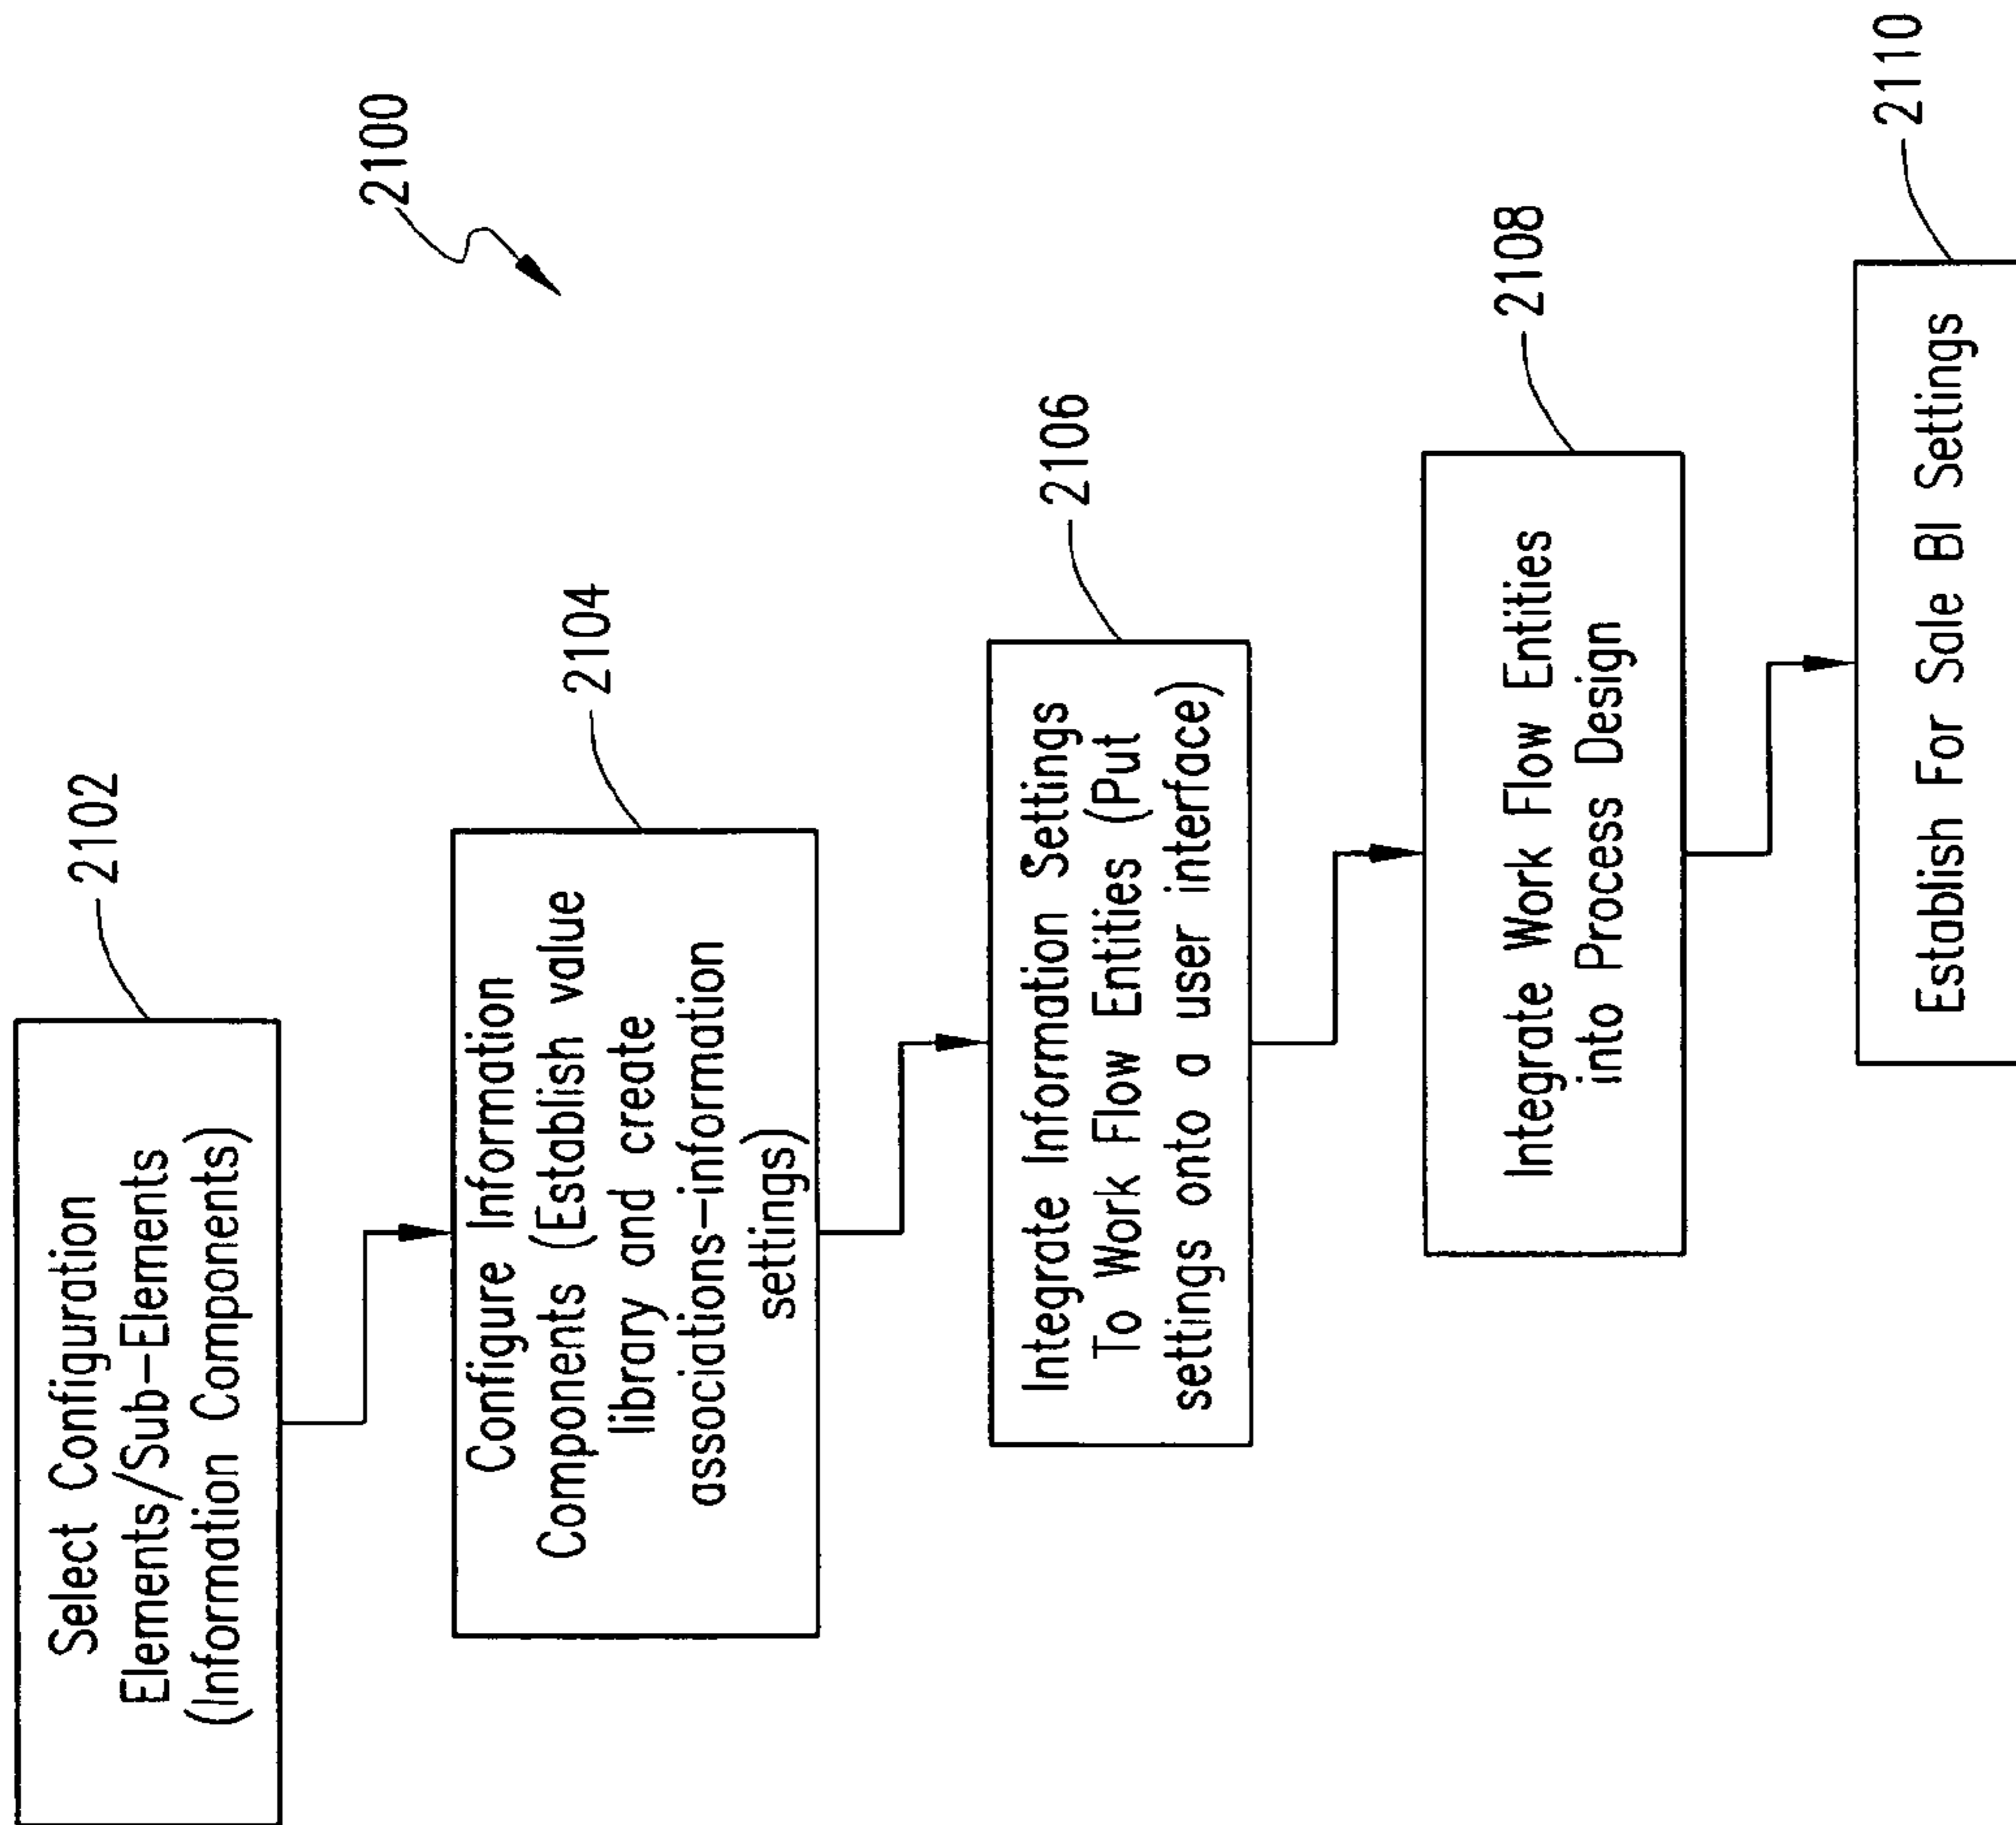 2100
2102
Select Configuration
Elements/Sub-Elements
(Information Components)
2104
Configure Information
Components (Establish value
library and create
associations-information
settings)
2106
Integrate Information Settings
To Work Flow Entities (Put
settings onto a user interface)
2108
Integrate Work Flow Entities
into Process Design
2110
Establish For Sale BI Settings